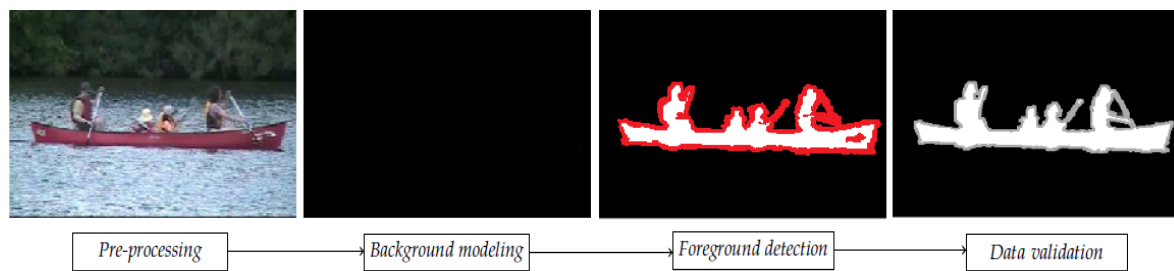 Pre-processing
Background modeling
Foreground detection
Data validation